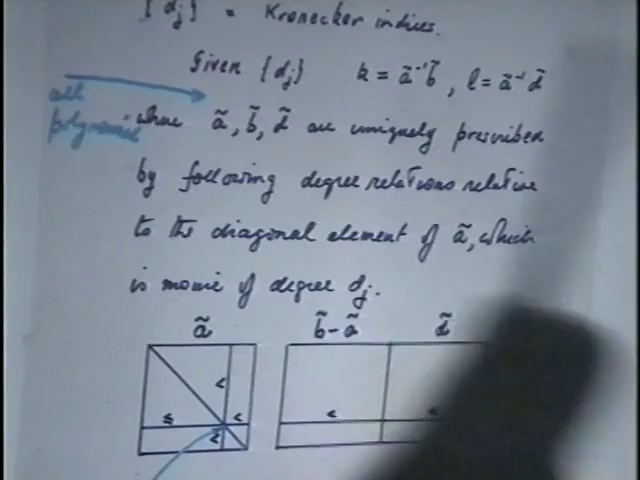 {dⱼ} = Kronecker indices.
Given {dⱼ} k = ã⁻¹b̃, l = ã⁻¹d̃
all
polynomial
where ã, b̃, d̃ are uniquely prescribed
by following degree relations relative
to the diagonal element of ã, which
is monic of degree dⱼ.
ã b̃-ã d̃
<
≤ < < <
<